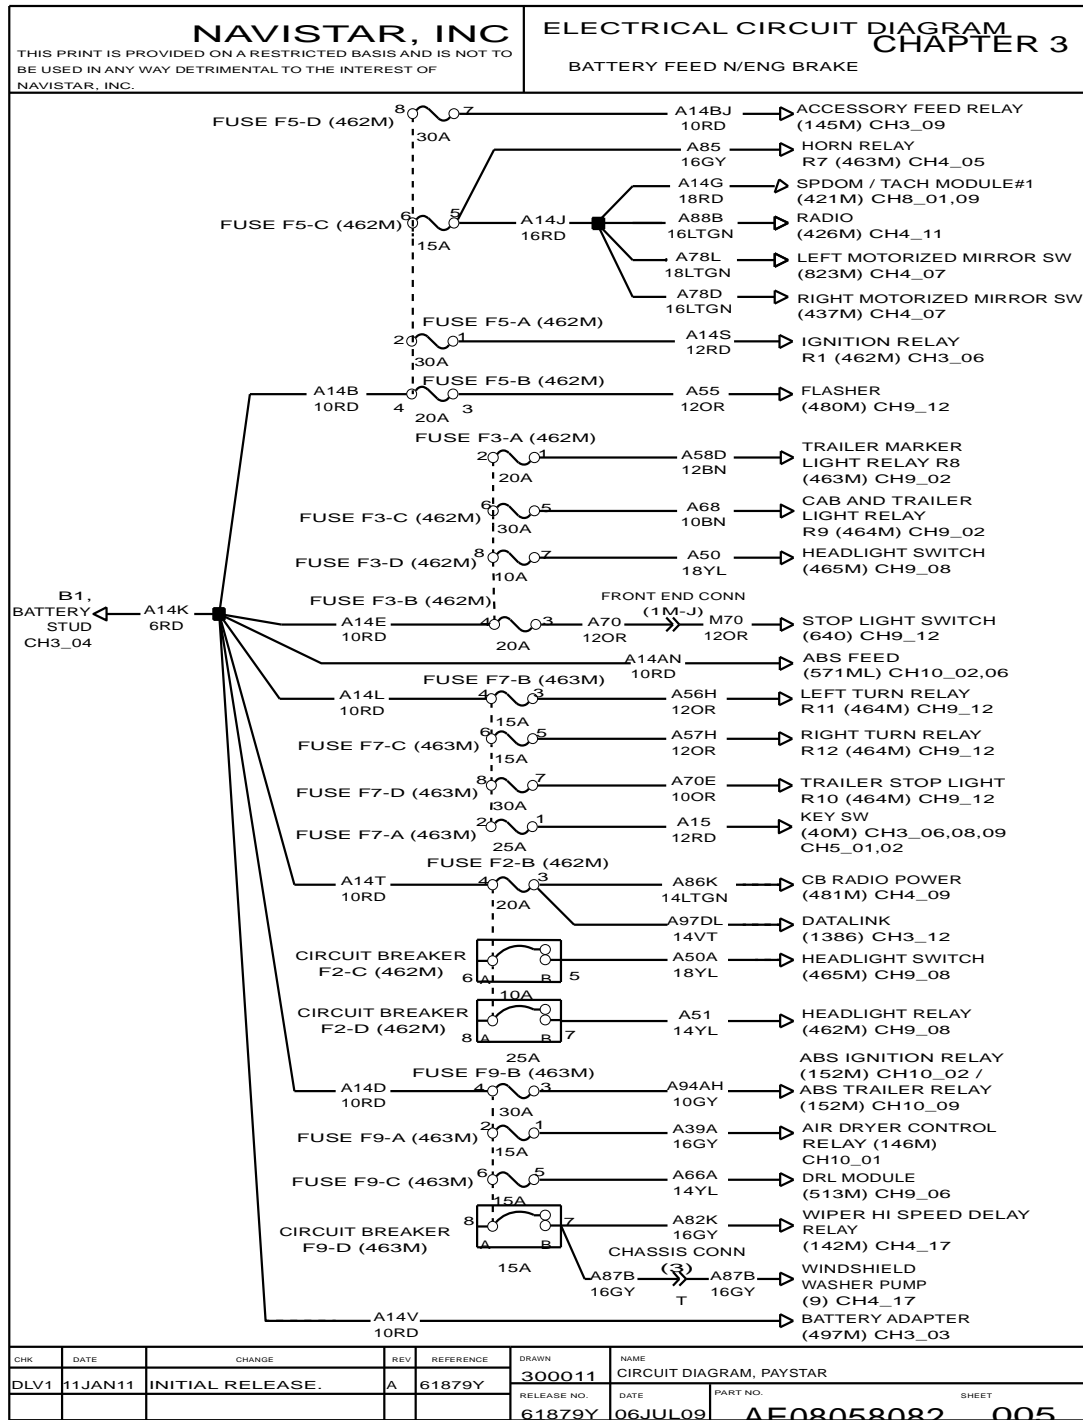 NAVISTAR, INC
THIS PRINT IS PROVIDED ON A RESTRICTED BASIS AND IS NOT TO
BE USED IN ANY WAY DETRIMENTAL TO THE INTEREST OF
NAVISTAR, INC.
ELECTRICAL CIRCUIT DIAGRAM
CHAPTER 3
BATTERY FEED N/ENG BRAKE
FUSE F5-D (462M)
8
7
30A
A14BJ
10RD
ACCESSORY FEED RELAY
(145M) CH3_09
A85
16GY
HORN RELAY
R7 (463M) CH4_05
A14G
18RD
SPDOM / TACH MODULE#1
(421M) CH8_01,09
FUSE F5-C (462M)
6
5
15A
A14J
16RD
A88B
16LTGN
RADIO
(426M) CH4_11
A78L
18LTGN
LEFT MOTORIZED MIRROR SW
(823M) CH4_07
A78D
16LTGN
RIGHT MOTORIZED MIRROR SW
(437M) CH4_07
FUSE F5-A (462M)
2
1
30A
A14S
12RD
IGNITION RELAY
R1 (462M) CH3_06
A14B
10RD
FUSE F5-B (462M)
4
3
20A
A55
12OR
FLASHER
(480M) CH9_12
FUSE F3-A (462M)
2
1
20A
A58D
12BN
TRAILER MARKER
LIGHT RELAY R8
(463M) CH9_02
FUSE F3-C (462M)
6
5
30A
A68
10BN
CAB AND TRAILER
LIGHT RELAY
R9 (464M) CH9_02
FUSE F3-D (462M)
8
7
10A
A50
18YL
HEADLIGHT SWITCH
(465M) CH9_08
B1,
BATTERY
STUD
CH3_04
A14K
6RD
FUSE F3-B (462M)
A14E
10RD
4
3
20A
A70
12OR
FRONT END CONN
(1M-J)
M70
12OR
STOP LIGHT SWITCH
(640) CH9_12
A14AN
10RD
ABS FEED
(571ML) CH10_02,06
FUSE F7-B (463M)
A14L
10RD
4
3
15A
A56H
12OR
LEFT TURN RELAY
R11 (464M) CH9_12
FUSE F7-C (463M)
6
5
15A
A57H
12OR
RIGHT TURN RELAY
R12 (464M) CH9_12
FUSE F7-D (463M)
8
7
30A
A70E
10OR
TRAILER STOP LIGHT
R10 (464M) CH9_12
FUSE F7-A (463M)
2
1
25A
A15
12RD
KEY SW
(40M) CH3_06,08,09
CH5_01,02
FUSE F2-B (462M)
A14T
10RD
4
3
20A
A86K
14LTGN
CB RADIO POWER
(481M) CH4_09
A97DL
14VT
DATALINK
(1386) CH3_12
CIRCUIT BREAKER
F2-C (462M)
6
A
B
5
10A
A50A
18YL
HEADLIGHT SWITCH
(465M) CH9_08
CIRCUIT BREAKER
F2-D (462M)
8
A
B
7
25A
A51
14YL
HEADLIGHT RELAY
(462M) CH9_08
FUSE F9-B (463M)
A14D
10RD
4
3
30A
A94AH
10GY
ABS IGNITION RELAY
(152M) CH10_02 /
ABS TRAILER RELAY
(152M) CH10_09
FUSE F9-A (463M)
2
1
15A
A39A
16GY
AIR DRYER CONTROL
RELAY (146M)
CH10_01
FUSE F9-C (463M)
6
5
15A
A66A
14YL
DRL MODULE
(513M) CH9_06
CIRCUIT BREAKER
F9-D (463M)
8
A
B
7
15A
A82K
16GY
WIPER HI SPEED DELAY
RELAY
(142M) CH4_17
CHASSIS CONN
(3)
A87B
16GY
T
A87B
16GY
WINDSHIELD
WASHER PUMP
(9) CH4_17
A14V
10RD
BATTERY ADAPTER
(497M) CH3_03
CHK DATE CHANGE REV REFERENCE
DLV1 11JAN11 INITIAL RELEASE. A 61879Y
DRAWN
300011
NAME
CIRCUIT DIAGRAM, PAYSTAR
RELEASE NO.
61879Y
DATE
06JUL09
PART NO.
AE08058082
SHEET
005